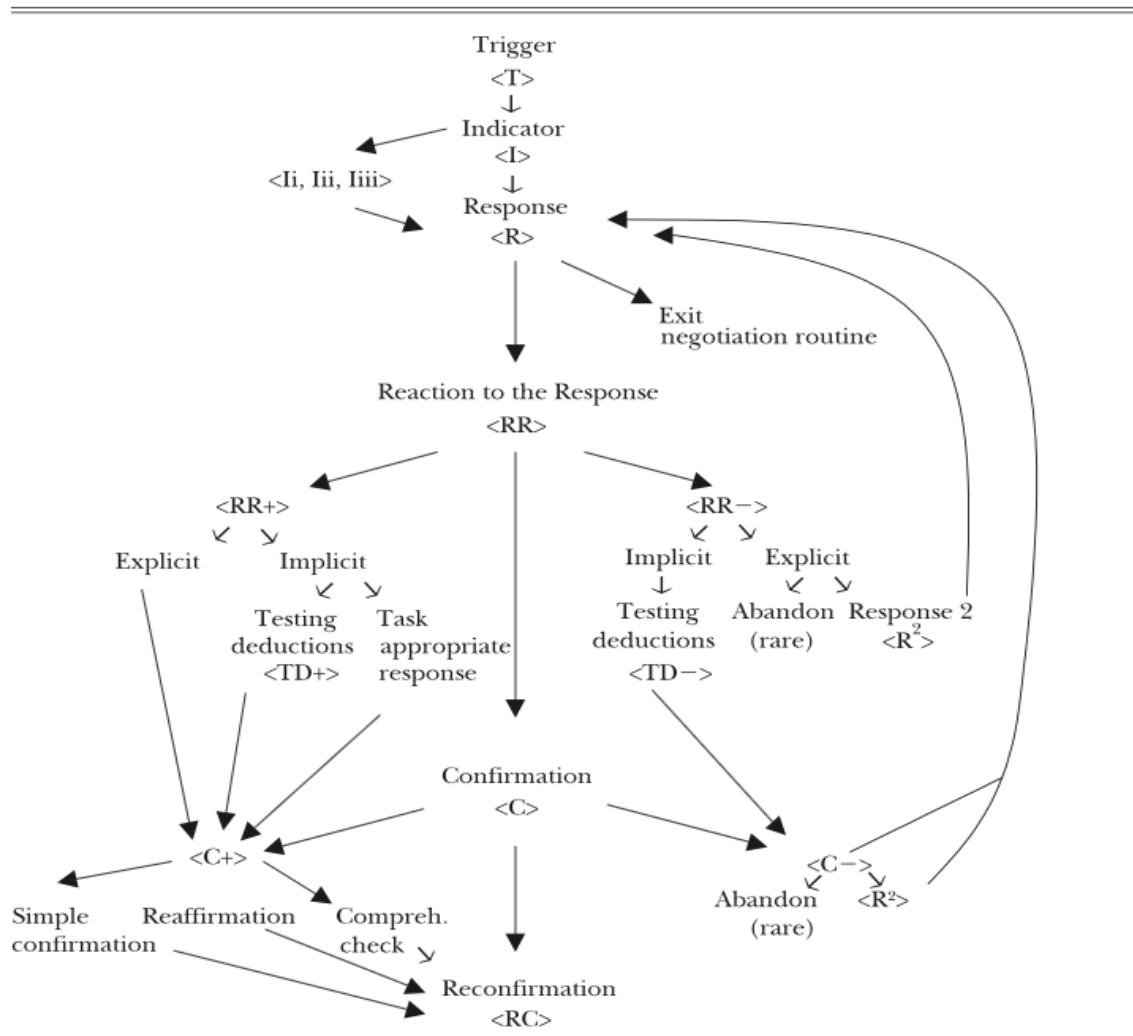 Trigger
<T>
Indicator
<I>
<Ii, Iii, Iiii>
Response
<R>
Exit
negotiation routine
Reaction to the Response
<RR>
<RR+>
<RR−>
Explicit
Implicit
Implicit
Explicit
Testing
deductions
<TD+>
Task
appropriate
response
Testing
deductions
<TD−>
Abandon
(rare)
Response 2
<R²>
Confirmation
<C>
<C+>
<C−>
Abandon
(rare)
<R²>
Simple
confirmation
Reaffirmation
Compreh.
check
Reconfirmation
<RC>